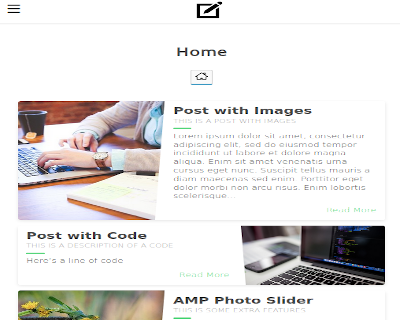 Home
Post with Images
THIS IS A POST WITH IMAGES
Lorem ipsum dolor sit amet, consectetur
adipiscing elit, sed do eiusmod tempor
incididunt ut labore et dolore magna
aliqua. Enim sit amet venenatis urna
cursus eget nunc. Suscipit tellus mauris a
diam maecenas sed enim. Porttitor eget
dolor morbi non arcu risus. Enim lobortis
scelerisque...
Read More
Post with Code
THIS IS A DESCRIPTION OF A CODE
Here's a line of code
Read More
AMP Photo Slider
THIS IS SOME EXTRA FEATURES